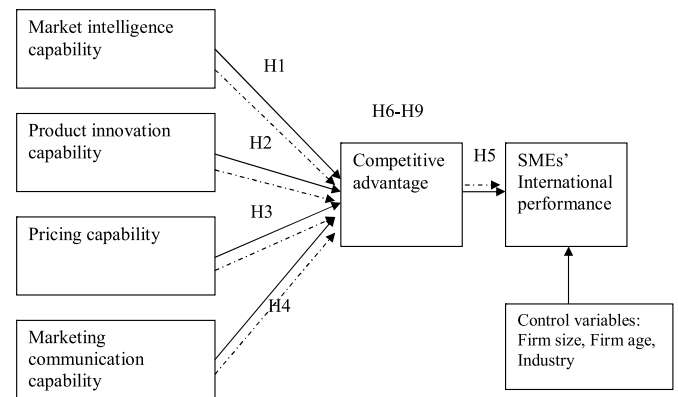 Market intelligence
capability
H1
H6-H9
Product innovation
capability
H2
Competitive
advantage
H5
SMEs'
International
performance
Pricing capability
H3
H4
Marketing
communication
capability
Control variables:
Firm size, Firm age,
Industry